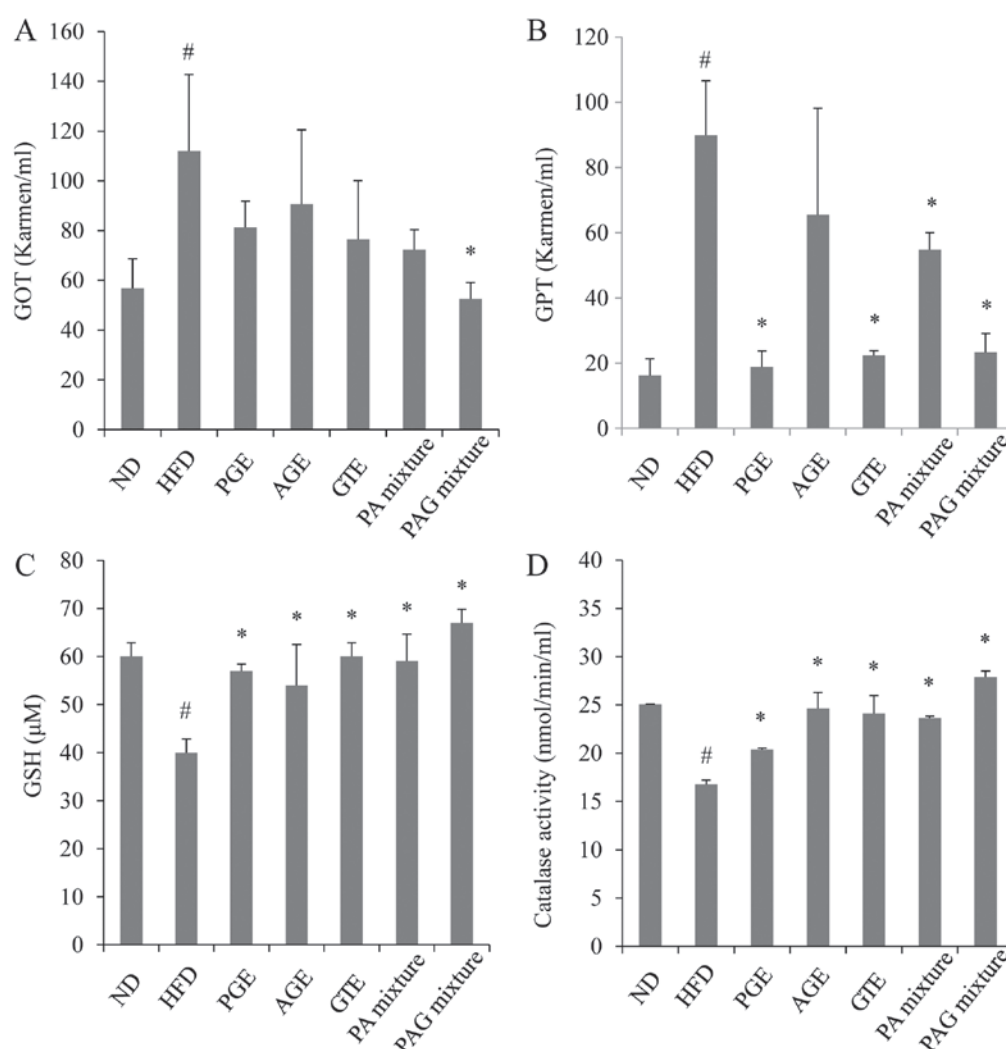 A
GOT (Karmen/ml)
160
140
120
100
80
60
40
20
0
#
*
ND
HFD
PGE
AGE
GTE
PA mixture
PAG mixture
B
GPT (Karmen/ml)
120
100
80
60
40
20
0
#
*
*
*
*
ND
HFD
PGE
AGE
GTE
PA mixture
PAG mixture
C
GSH (μM)
80
70
60
50
40
30
20
10
0
#
*
*
*
*
*
ND
HFD
PGE
AGE
GTE
PA mixture
PAG mixture
D
Catalase activity (nmol/min/ml)
40
35
30
25
20
15
10
5
0
#
*
*
*
*
*
ND
HFD
PGE
AGE
GTE
PA mixture
PAG mixture